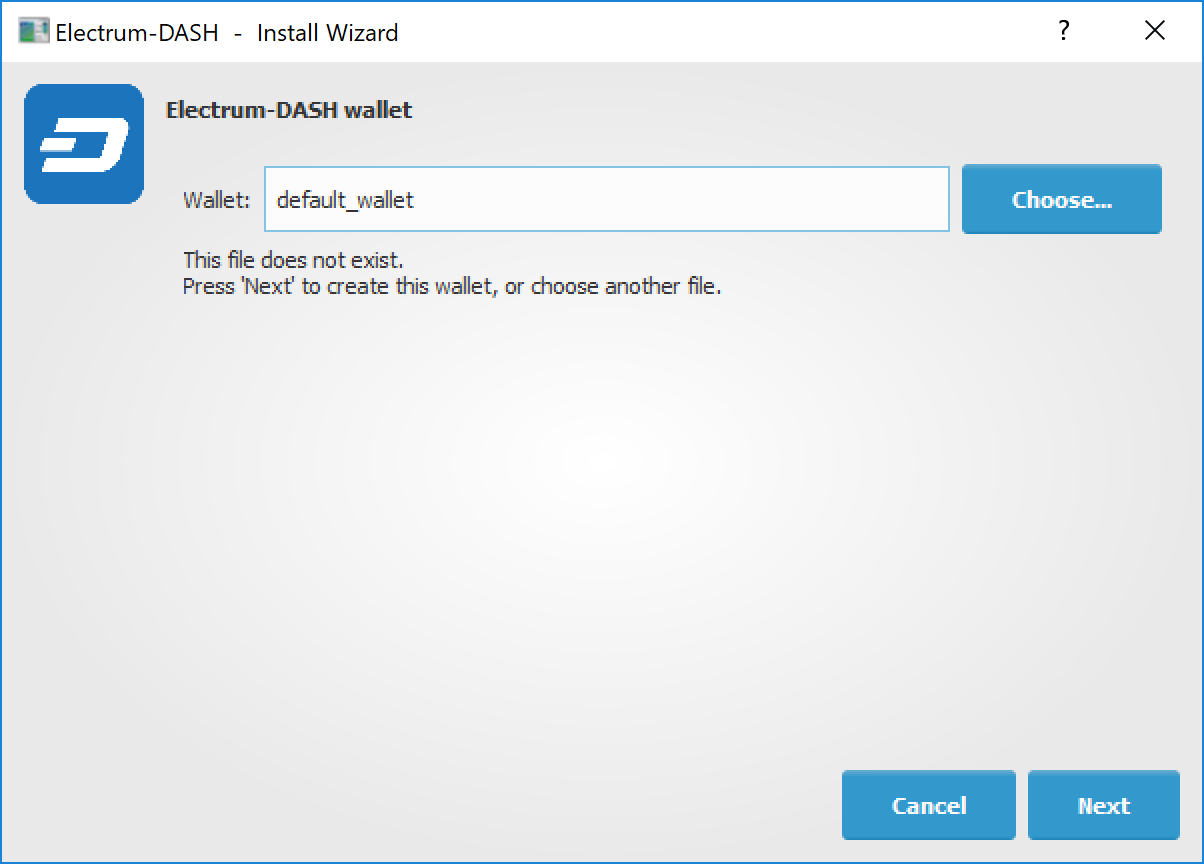 Electrum-DASH - Install Wizard
?
Electrum-DASH wallet
Wallet: default_wallet Choose...
This file does not exist.
Press 'Next' to create this wallet, or choose another file.
Cancel Next